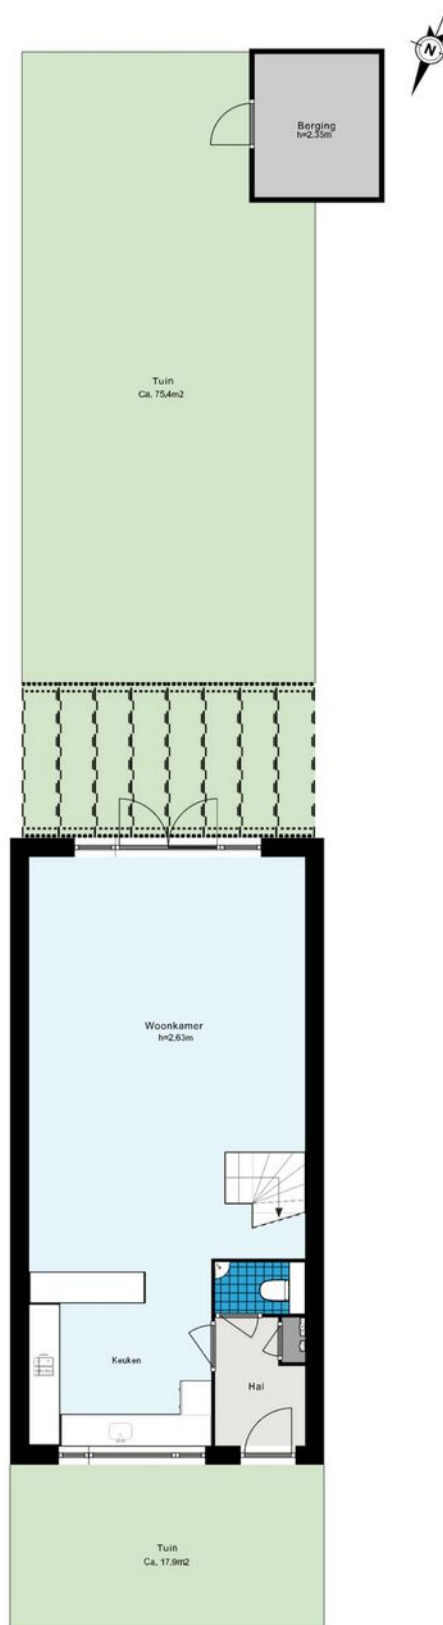 N
Berging
h=2,35m
Tuin
Ca. 75,4m2
Woonkamer
h=2,63m
Keuken
Hal
Tuin
Ca. 17,9m2